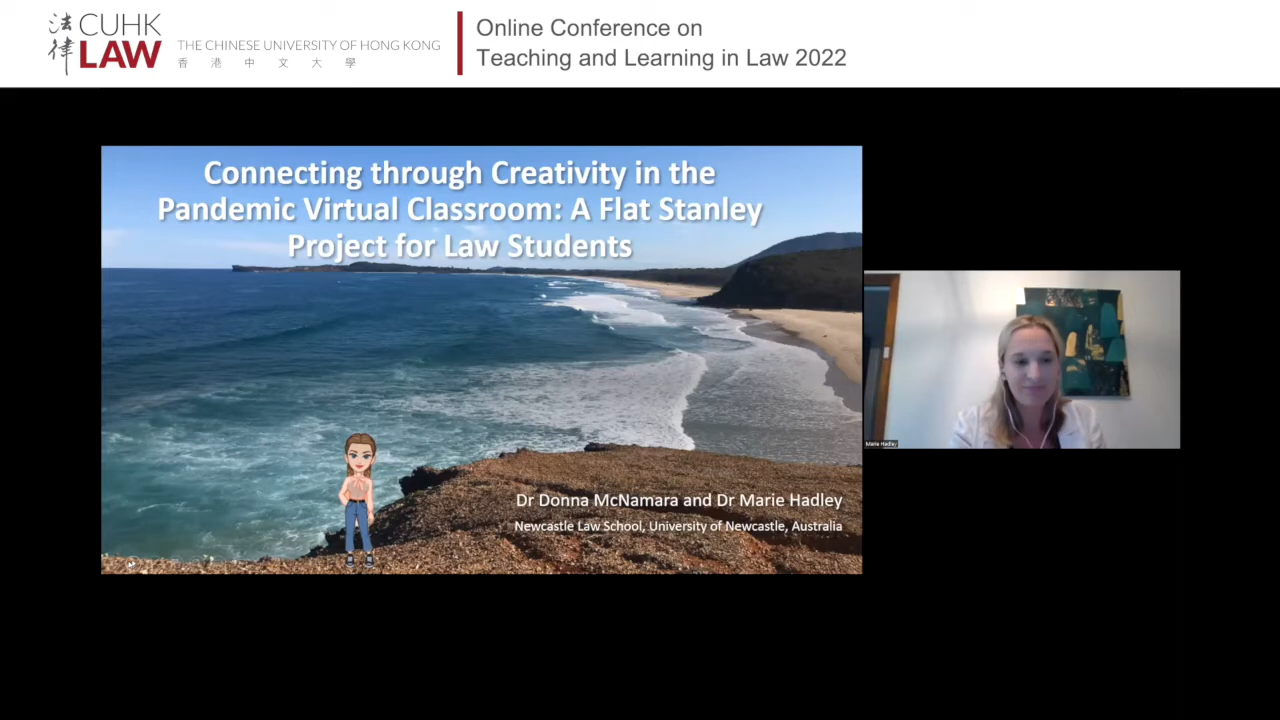 法律
CUHK
LAW
THE CHINESE UNIVERSITY OF HONG KONG
香港中文大學
Online Conference on
Teaching and Learning in Law 2022
Connecting through Creativity in the
Pandemic Virtual Classroom: A Flat Stanley
Project for Law Students
Dr Donna McNamara and Dr Marie Hadley
Newcastle Law School, University of Newcastle, Australia
Marie Hadley